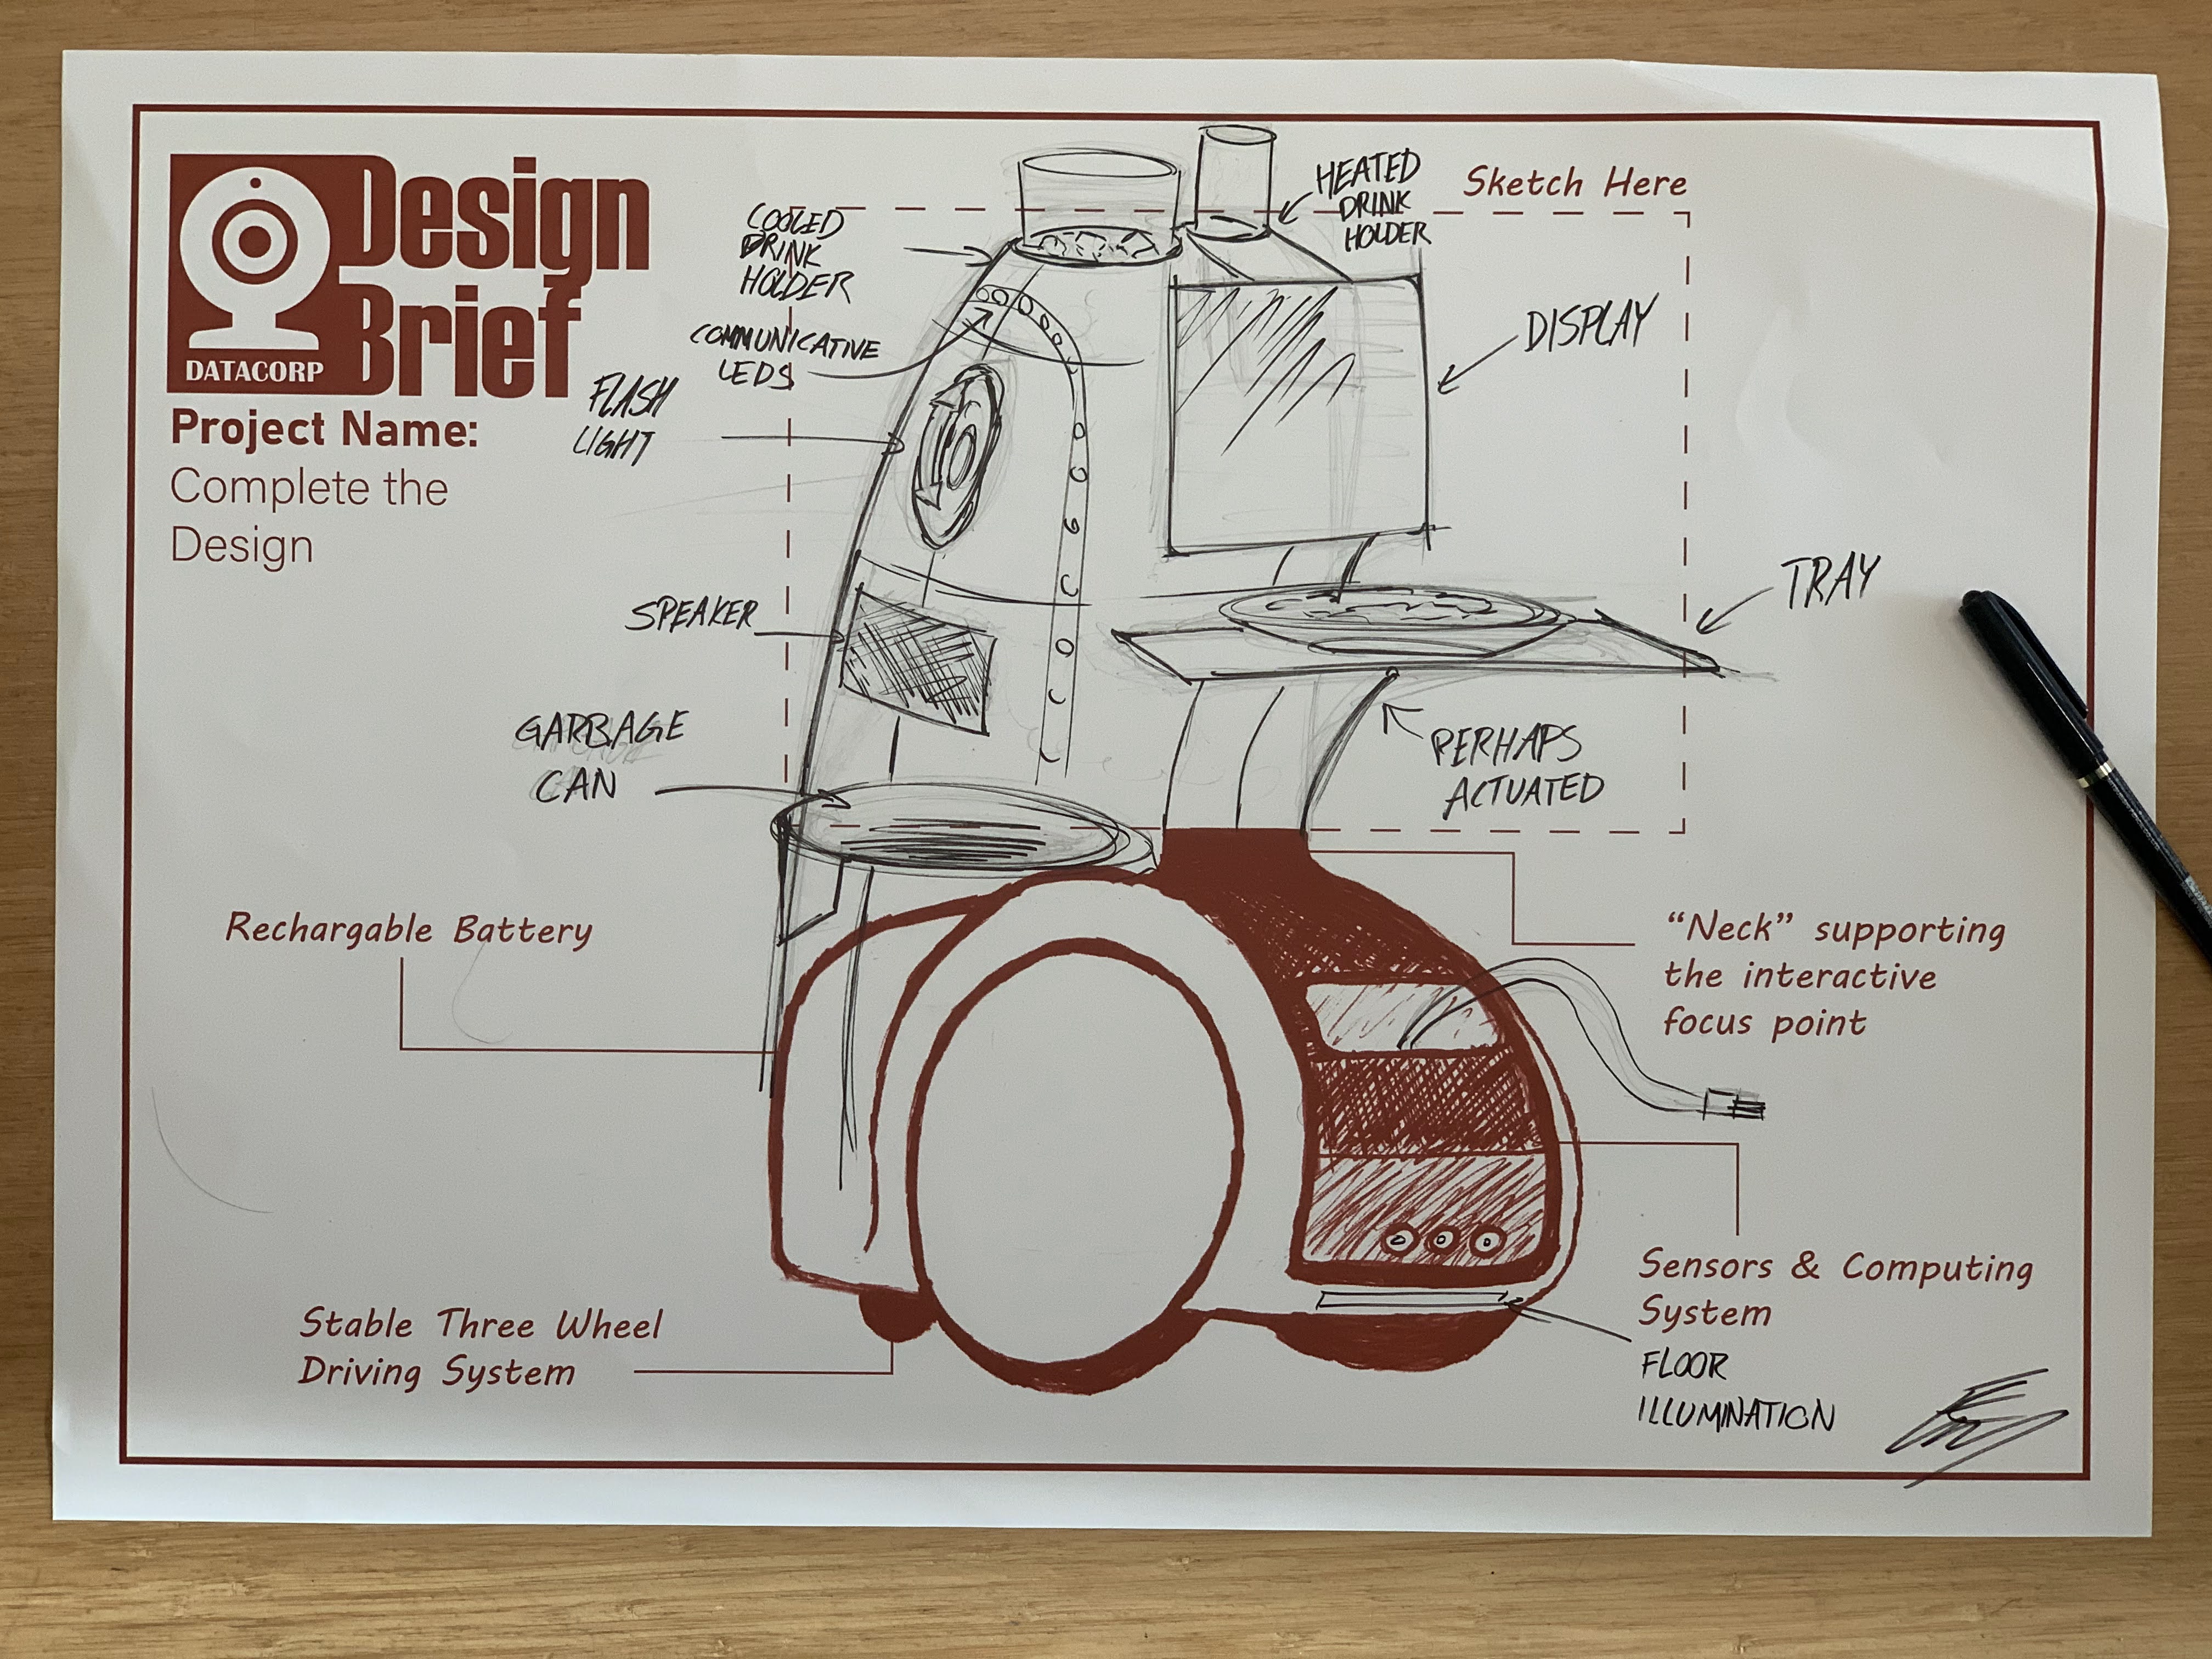 Design
Brief
DATACORP
Project Name:
Complete the
Design
Sketch Here
HEATED
DRINK
HOLDER
COOLED
DRINK
HOLDER
COMMUNICATIVE
LEDS
DISPLAY
FLASH
LIGHT
TRAY
SPEAKER
GARBAGE
CAN
PERHAPS
ACTUATED
Rechargable Battery
“Neck” supporting
the interactive
focus point
Sensors & Computing
System
Stable Three Wheel
Driving System
FLOOR
ILLUMINATION